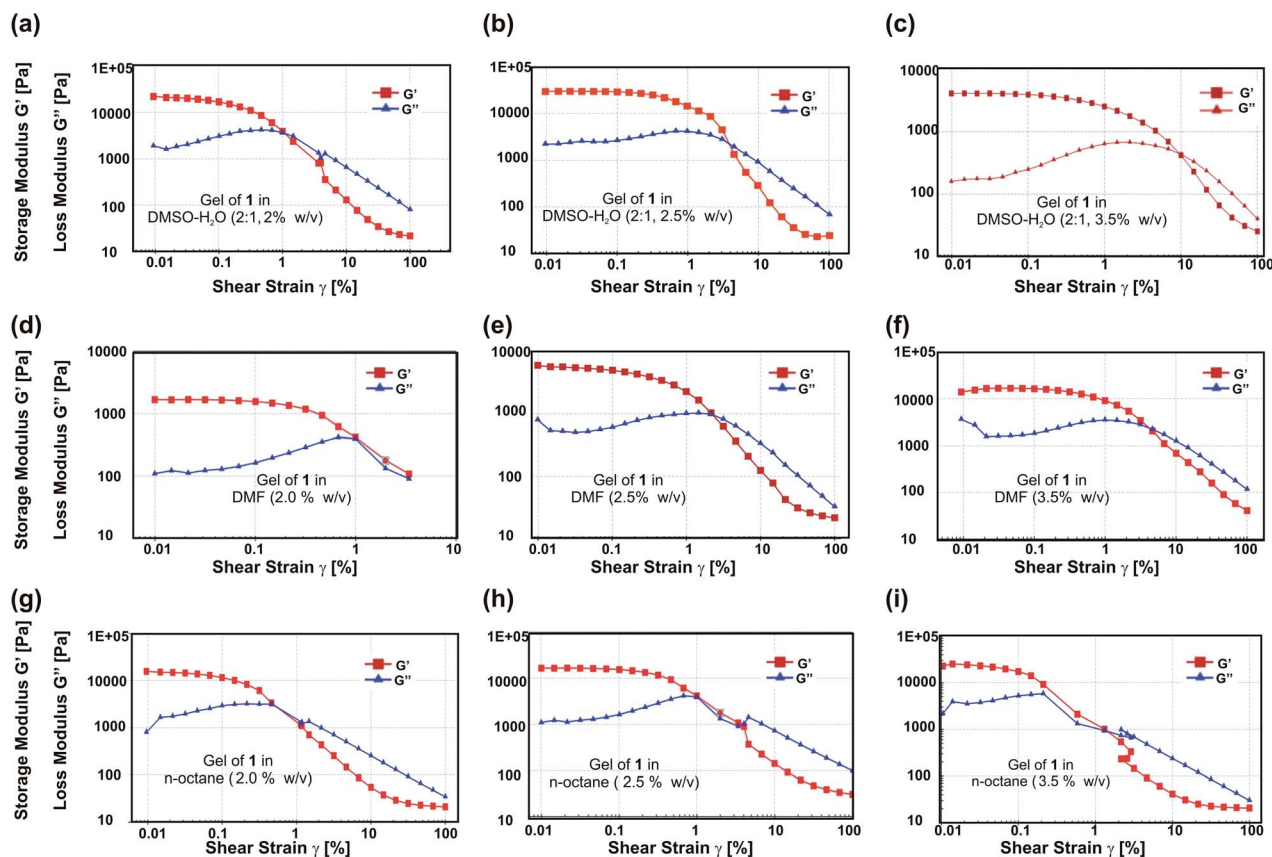 (a)
(b)
(c)
Storage Modulus G' [Pa]
Loss Modulus G'' [Pa]
1E+05
10000
1000
100
10
G'
G''
Gel of 1 in
DMSO-H₂O (2:1, 2% w/v)
0.01 0.1 1 10 100
Shear Strain γ [%]
1E+05
10000
1000
100
10
G'
G''
Gel of 1 in
DMSO-H₂O (2:1, 2.5% w/v)
0.01 0.1 1 10 100
Shear Strain γ [%]
10000
1000
100
10
G'
G''
Gel of 1 in
DMSO-H₂O (2:1, 3.5% w/v)
0.01 0.1 1 10 100
Shear Strain γ [%]
(d)
(e)
(f)
Storage Modulus G' [Pa]
Loss Modulus G'' [Pa]
10000
1000
100
10
G'
G''
Gel of 1 in
DMF (2.0 % w/v)
0.01 0.1 1 10
Shear Strain γ [%]
10000
1000
100
10
G'
G''
Gel of 1 in
DMF (2.5% w/v)
0.01 0.1 1 10 100
Shear Strain γ [%]
1E+05
10000
1000
100
10
G'
G''
Gel of 1 in
DMF (3.5% w/v)
0.01 0.1 1 10 100
Shear Strain γ [%]
(g)
(h)
(i)
Storage Modulus G' [Pa]
Loss Modulus G'' [Pa]
1E+05
10000
1000
100
10
G'
G''
Gel of 1 in
n-octane (2.0 % w/v)
0.01 0.1 1 10 100
Shear Strain γ [%]
1E+05
10000
1000
100
10
G'
G''
Gel of 1 in
n-octane ( 2.5 % w/v)
0.01 0.1 1 10 100
Shear Strain γ [%]
1E+05
10000
1000
100
10
G'
G''
Gel of 1 in
n-octane ( 3.5 % w/v)
0.01 0.1 1 10 100
Shear Strain γ [%]